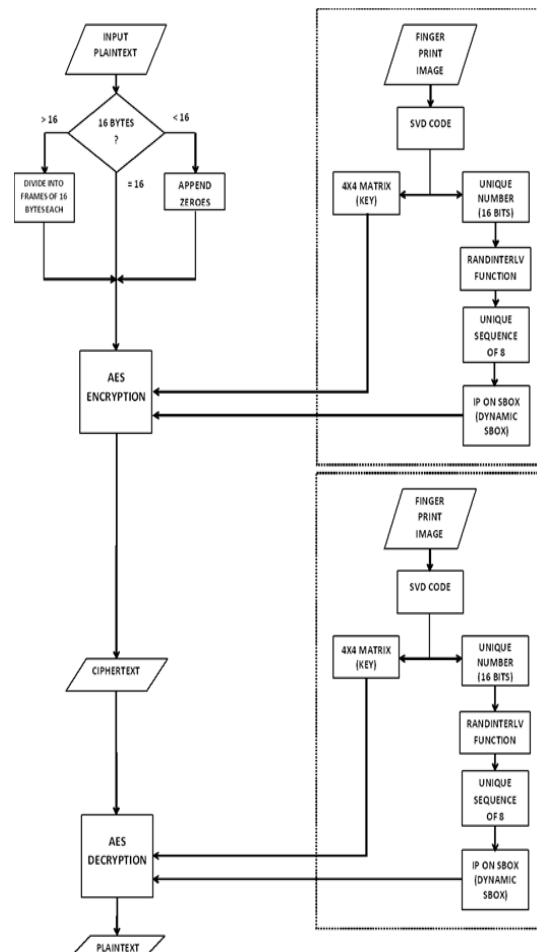 INPUT
PLAINTEXT
> 16
< 16
16 BYTES
?
= 16
DIVIDE INTO
FRAMES OF 16
BYTES EACH
APPEND
ZEROES
AES
ENCRYPTION
FINGER
PRINT
IMAGE
SVD CODE
4X4 MATRIX
(KEY)
UNIQUE
NUMBER
(16 BITS)
RANDINTERLV
FUNCTION
UNIQUE
SEQUENCE
OF 8
IP ON SBOX
(DYNAMIC
SBOX)
CIPHERTEXT
AES
DECRYPTION
PLAINTEXT
FINGER
PRINT
IMAGE
SVD CODE
4X4 MATRIX
(KEY)
UNIQUE
NUMBER
(16 BITS)
RANDINTERLV
FUNCTION
UNIQUE
SEQUENCE
OF 8
IP ON SBOX
(DYNAMIC
SBOX)